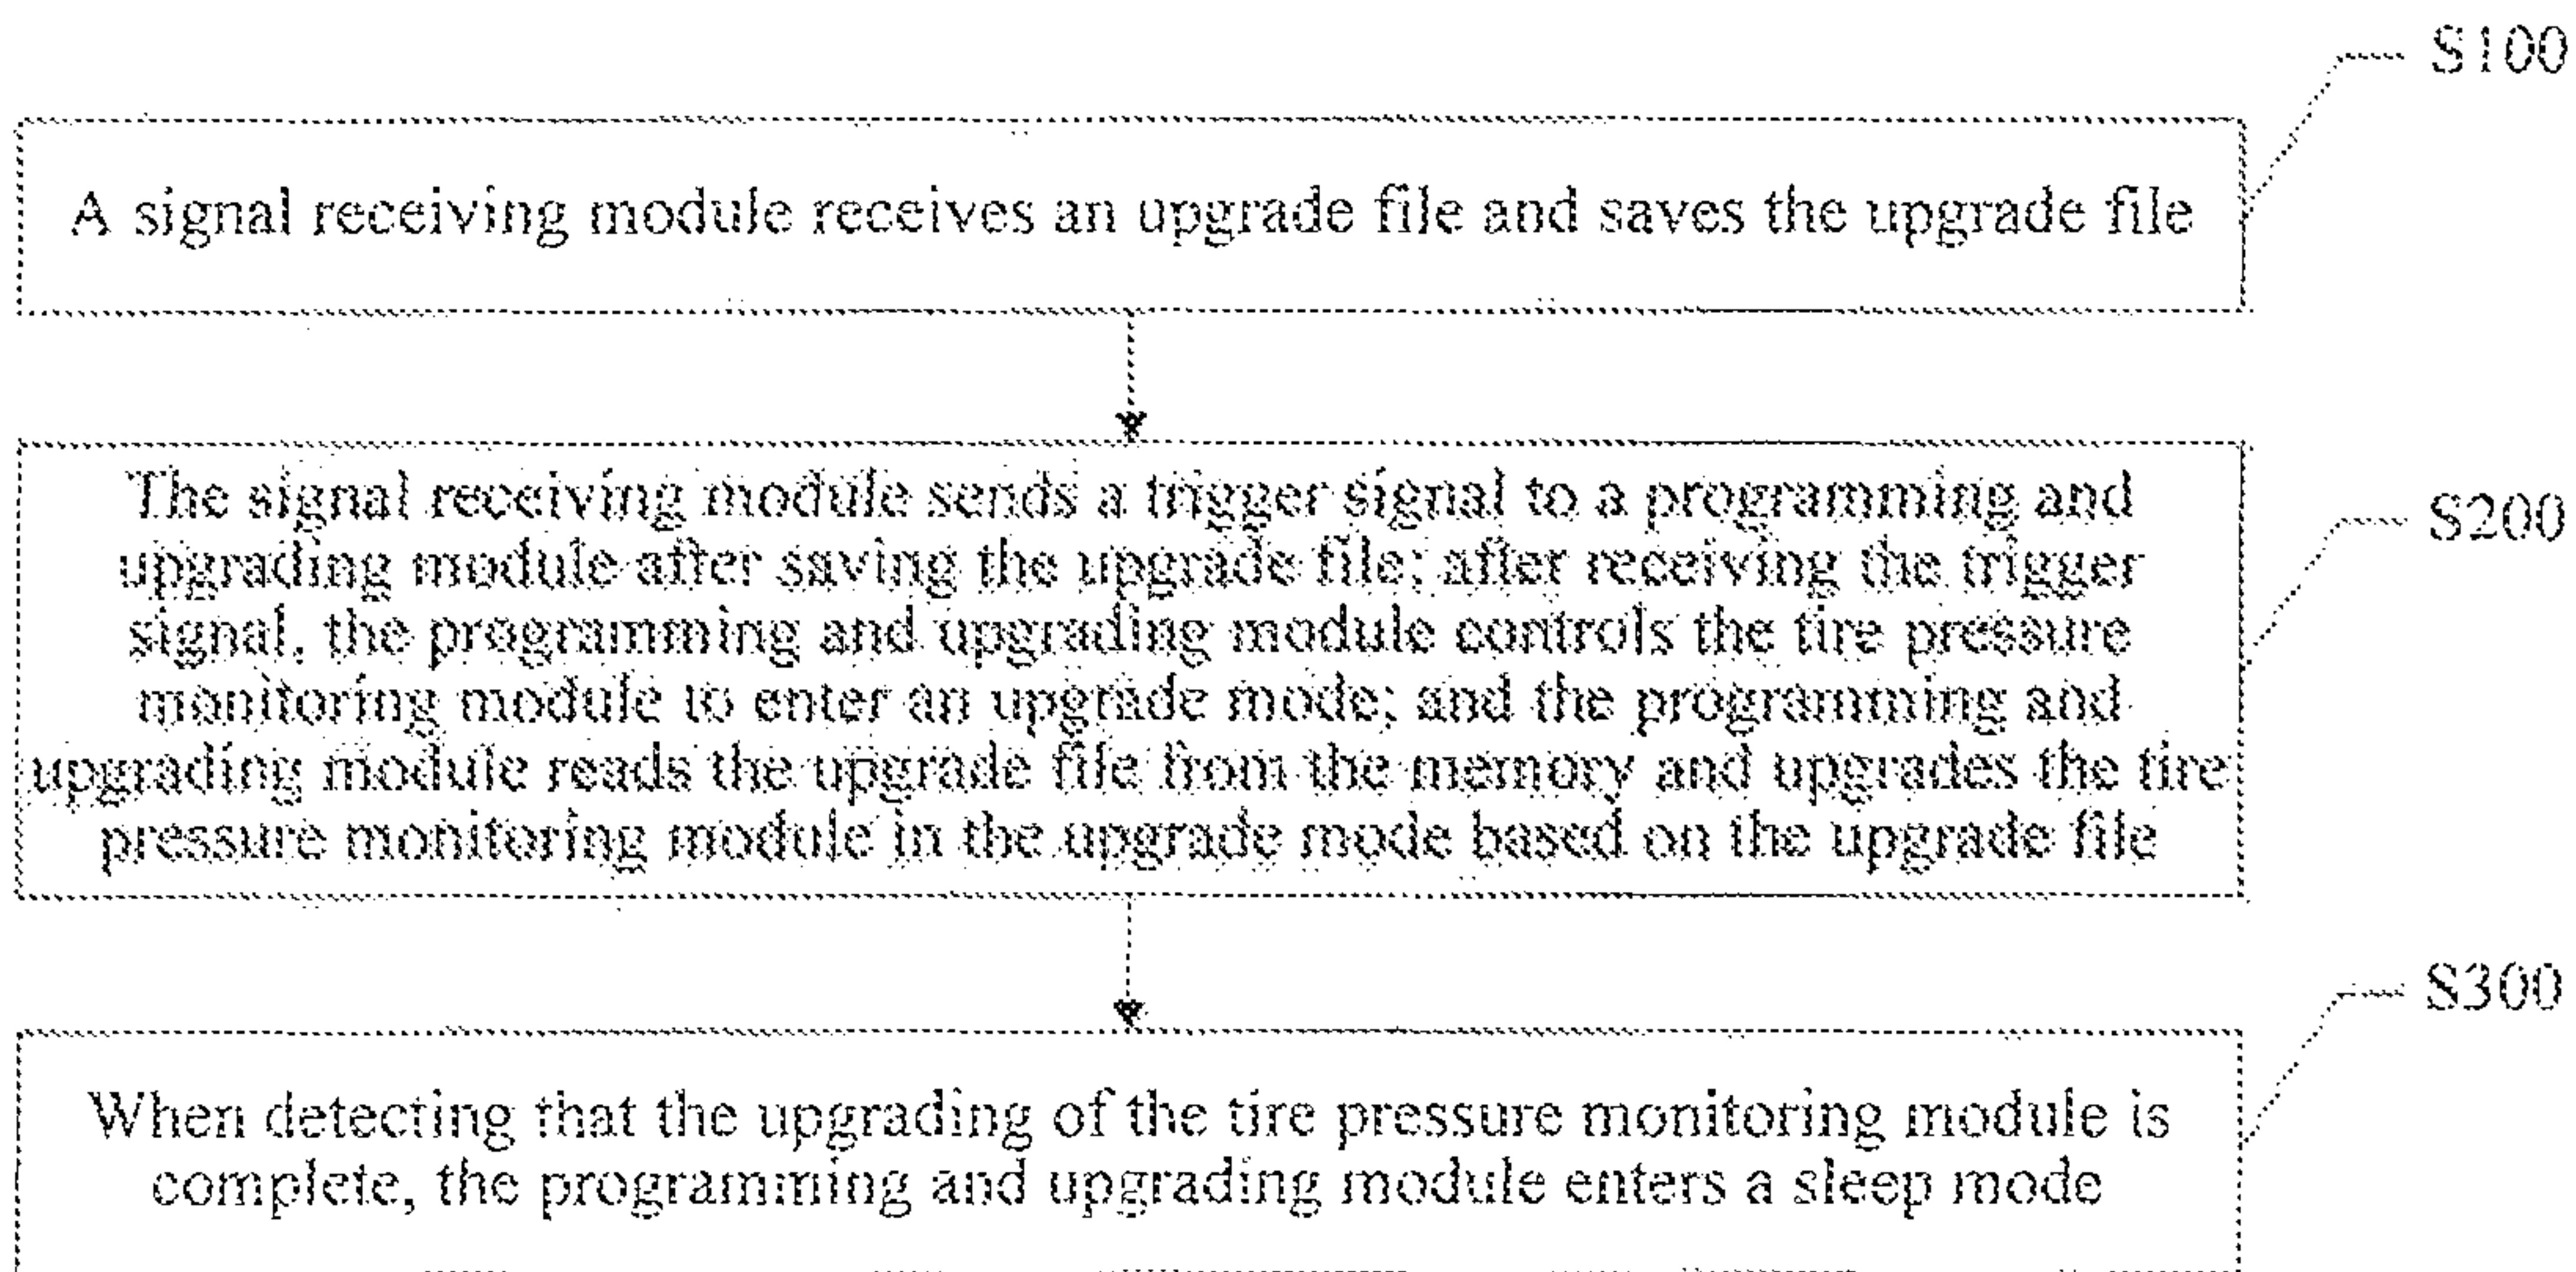 S100
A signal receiving module receives an upgrade file and saves the upgrade file
The signal receiving module sends a trigger signal to a programming and
upgrading module after saving the upgrade file; after receiving the trigger
signal, the programming and upgrading module controls the tire pressure
monitoring module to enter an upgrade mode; and the programming and
upgrading module reads the upgrade file from the memory and upgrades the tire
pressure monitoring module in the upgrade mode based on the upgrade file
S200
S300
When detecting that the upgrading of the tire pressure monitoring module is
complete, the programming and upgrading module enters a sleep mode